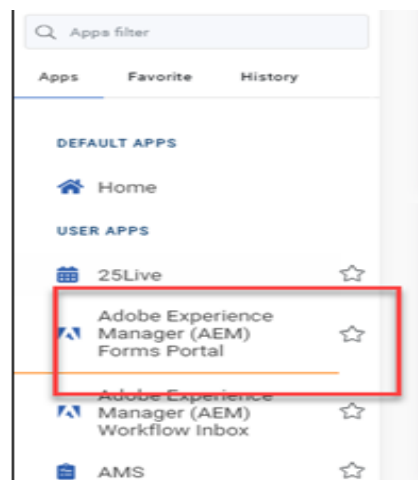 Apps filter
Apps Favorite History
DEFAULT APPS
Home
USER APPS
25Live
Adobe Experience
Manager (AEM)
Forms Portal
Adobe Experience
Manager (AEM)
Workflow Inbox
AMS